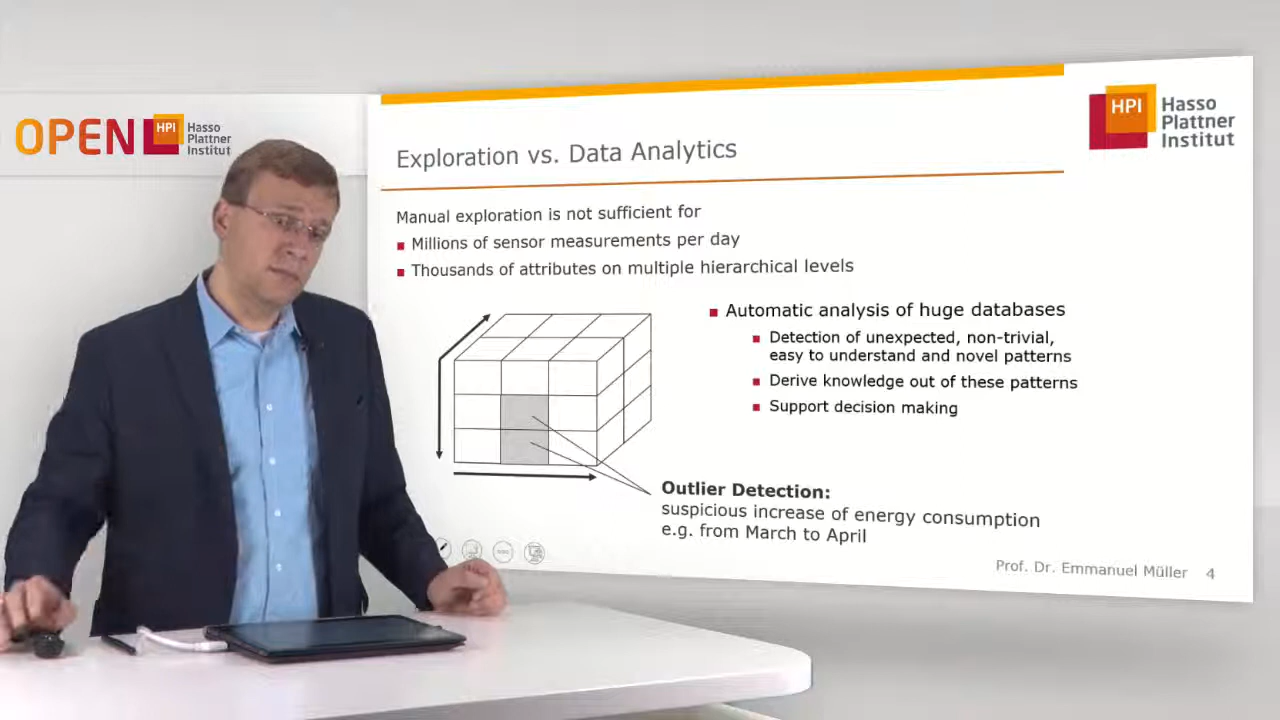 OPEN HPI Hasso
Plattner
Institut
HPI Hasso
Plattner
Institut
Exploration vs. Data Analytics
Manual exploration is not sufficient for
Millions of sensor measurements per day
Thousands of attributes on multiple hierarchical levels
Automatic analysis of huge databases
Detection of unexpected, non-trivial,
easy to understand and novel patterns
Derive knowledge out of these patterns
Support decision making
Outlier Detection:
suspicious increase of energy consumption
e.g. from March to April
Prof. Dr. Emmanuel Müller 4